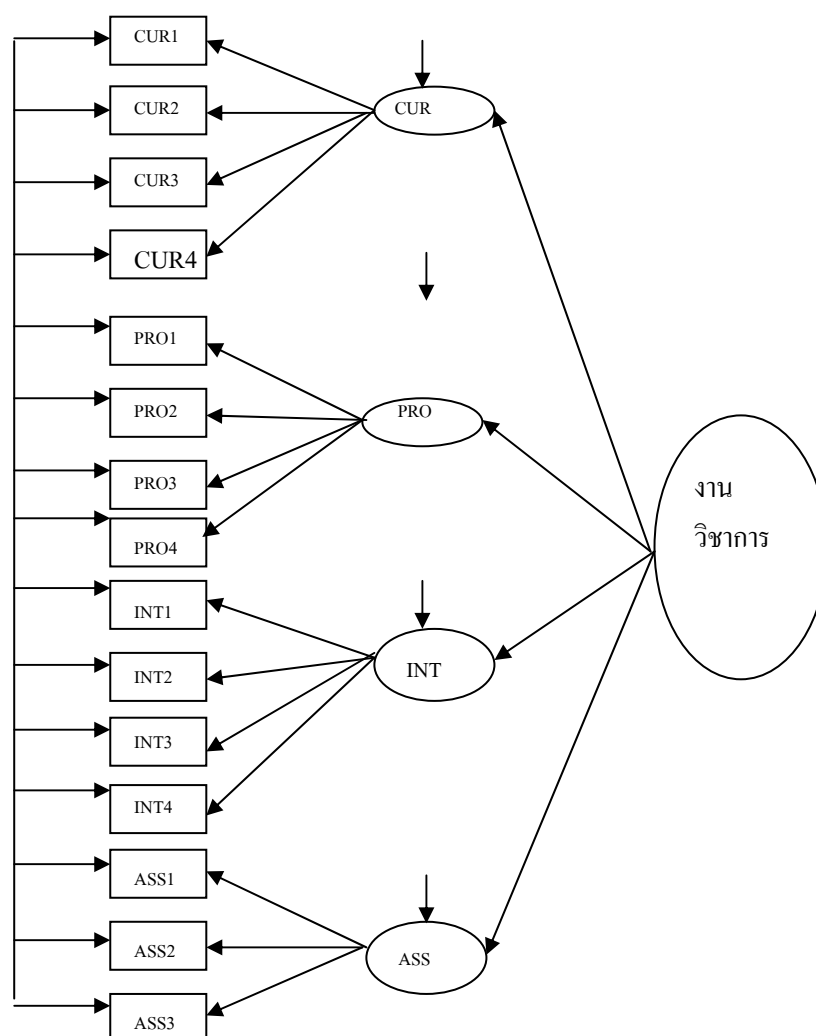 CUR1
CUR
CUR2
CUR3
CUR4
PRO1
PRO2
PRO
PRO3
งาน
วิชาการ
PRO4
INT1
INT2
INT
INT3
INT4
ASS1
ASS2
ASS
ASS3